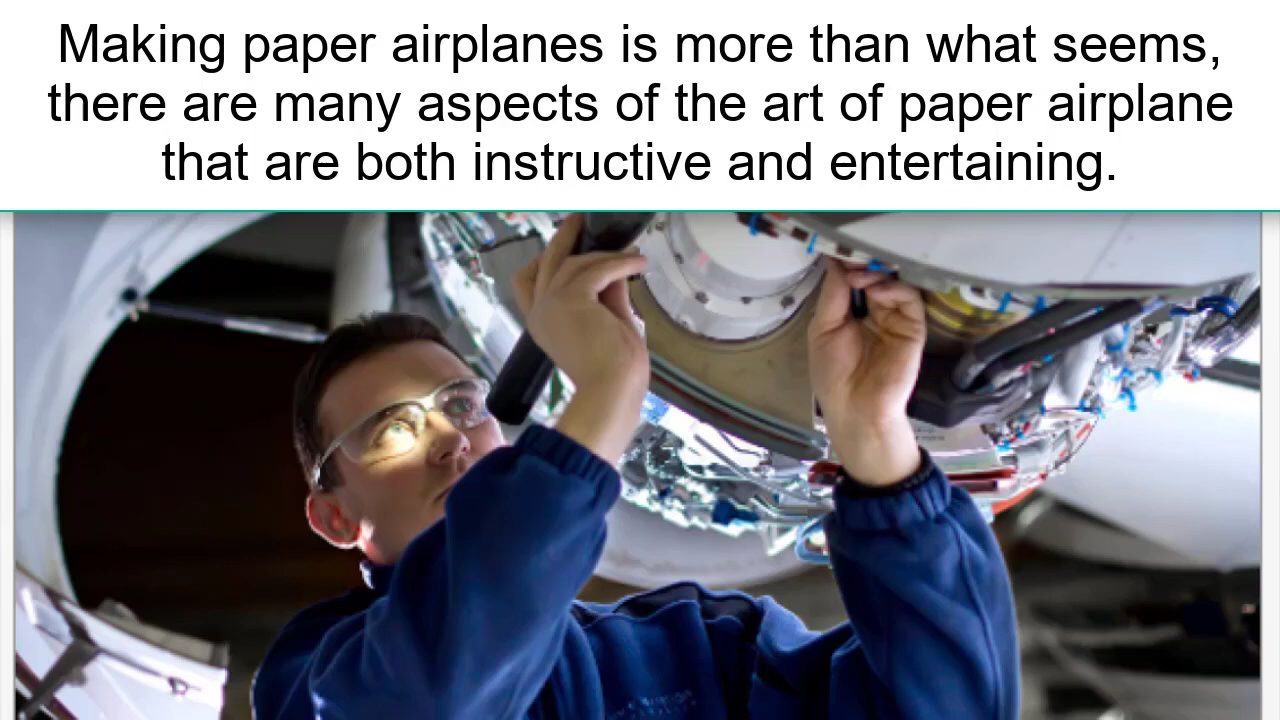 Making paper airplanes is more than what seems,
there are many aspects of the art of paper airplane
that are both instructive and entertaining.